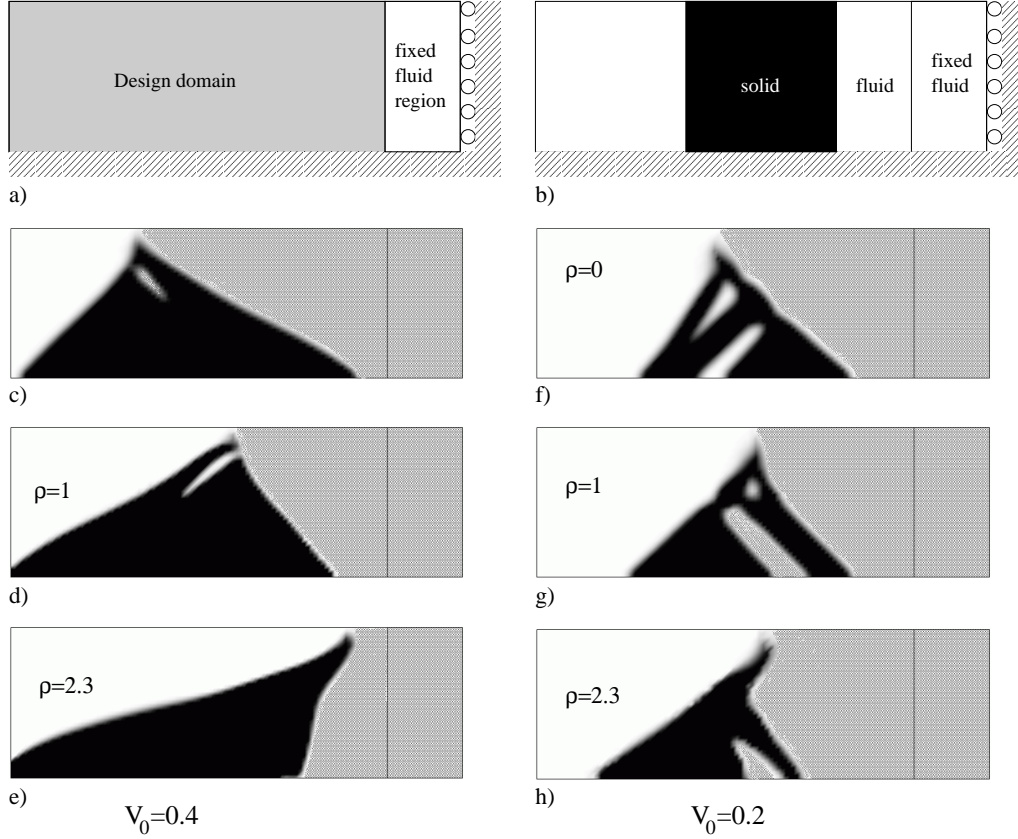 Design domain
fixed
fluid
region
solid
fluid
fixed
fluid
a)
b)
ρ=0
c)
f)
ρ=1
ρ=1
d)
g)
ρ=2.3
ρ=2.3
e)
h)
V0=0.4
V0=0.2